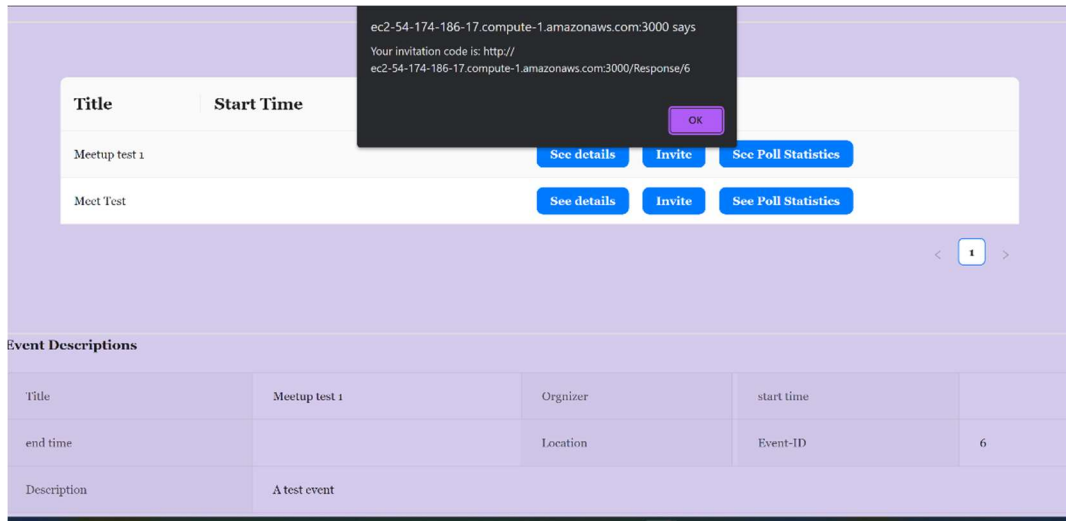 ec2-54-174-186-17.compute-1.amazonaws.com:3000 says
Your invitation code is: http://
ec2-54-174-186-17.compute-1.amazonaws.com:3000/Response/6
OK
Title Start Time
Meetup test 1 See details Invite See Poll Statistics
Meet Test See details Invite See Poll Statistics
< 1 >
Event Descriptions
Title Meetup test 1 Orgnizer start time
end time Location Event-ID 6
Description A test event